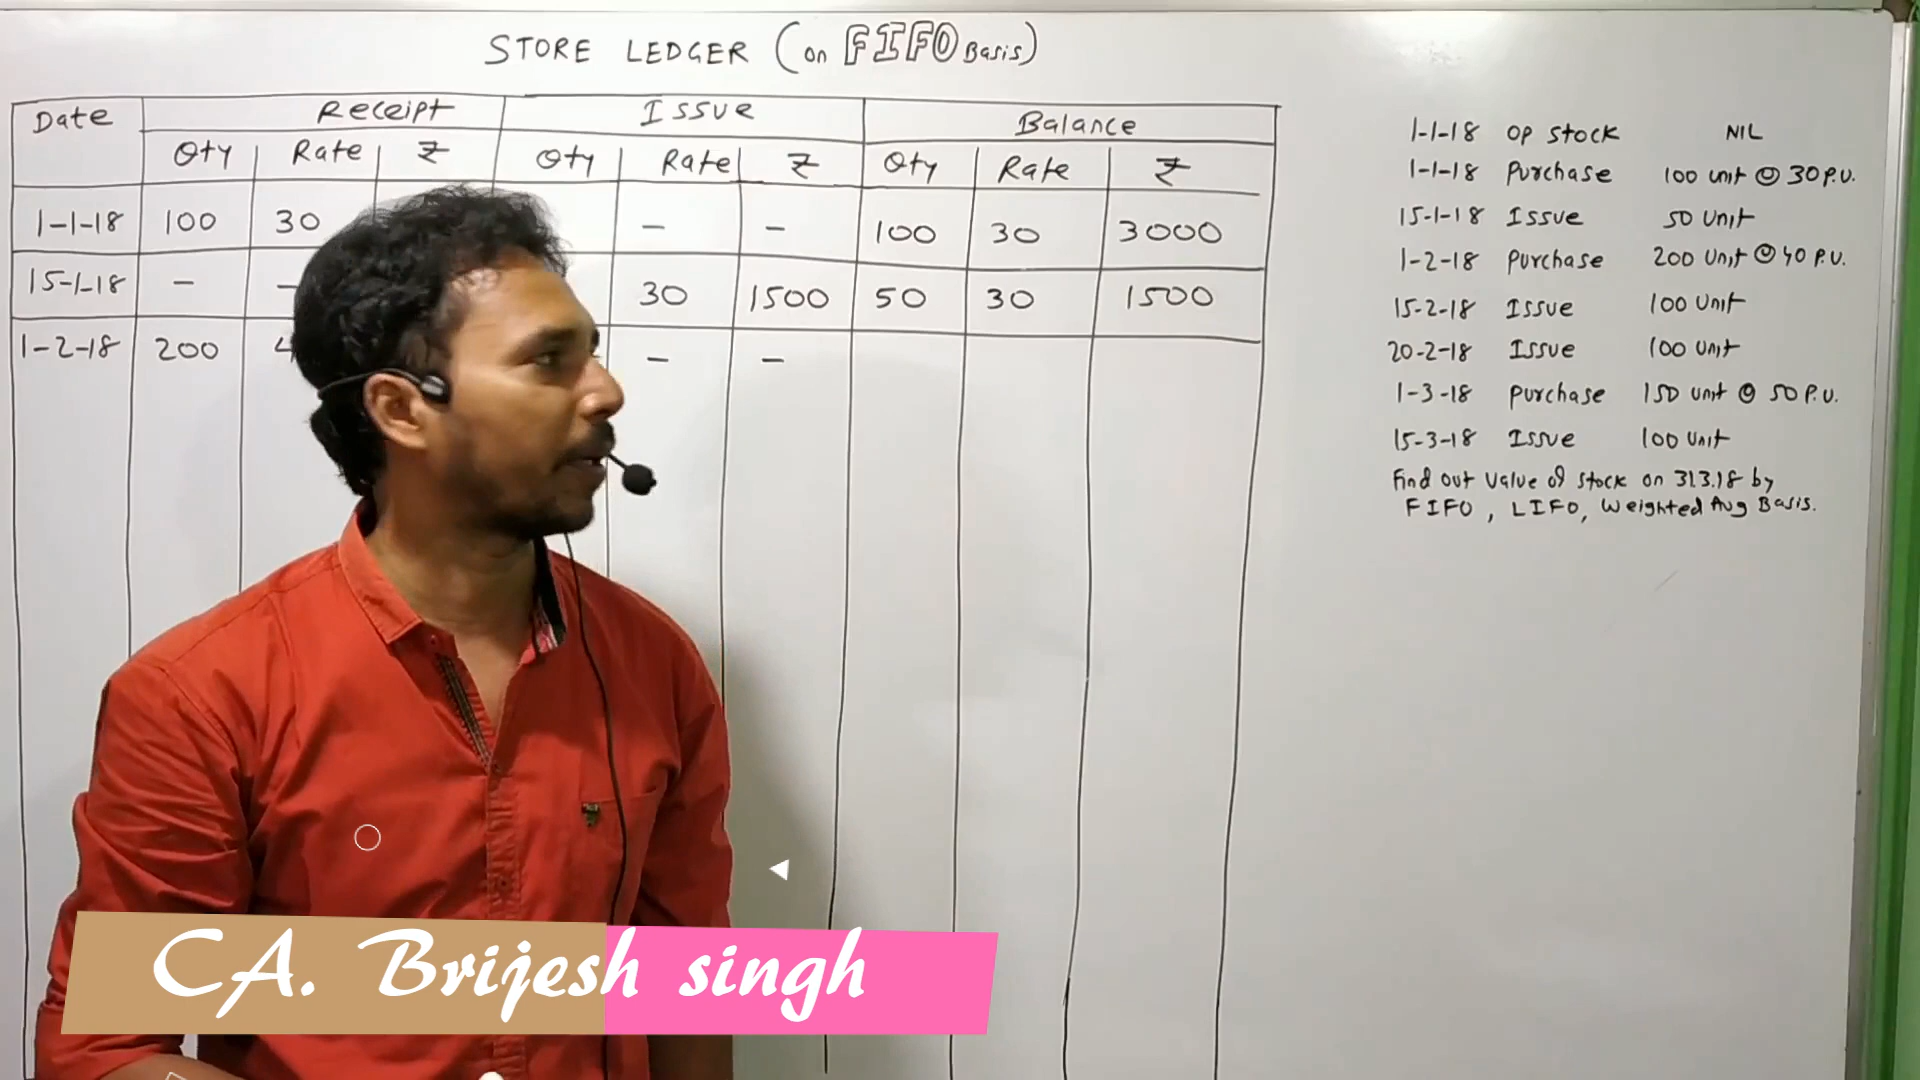 STORE LEDGER (on FIFO Basis)
Date Receipt Issue Balance
Qty Rate ₹ Qty Rate ₹ Qty Rate ₹
1-1-18 100 30 - - 100 30 3000
15-1-18 - - 30 1500 50 30 1500
1-2-18 200 4 - -
1-1-18 OP Stock NIL
1-1-18 Purchase 100 unit @ 30 P.U.
15-1-18 Issue 50 Unit
1-2-18 Purchase 200 Unit @ 40 P.U.
15-2-18 Issue 100 Unit
20-2-18 Issue 100 Unit
1-3-18 Purchase 150 unit @ 50 P.U.
15-3-18 Issue 100 Unit
Find out Value of stock on 31.3.18 by
FIFO, LIFO, Weighted Avg Basis.
CA. Brijesh singh